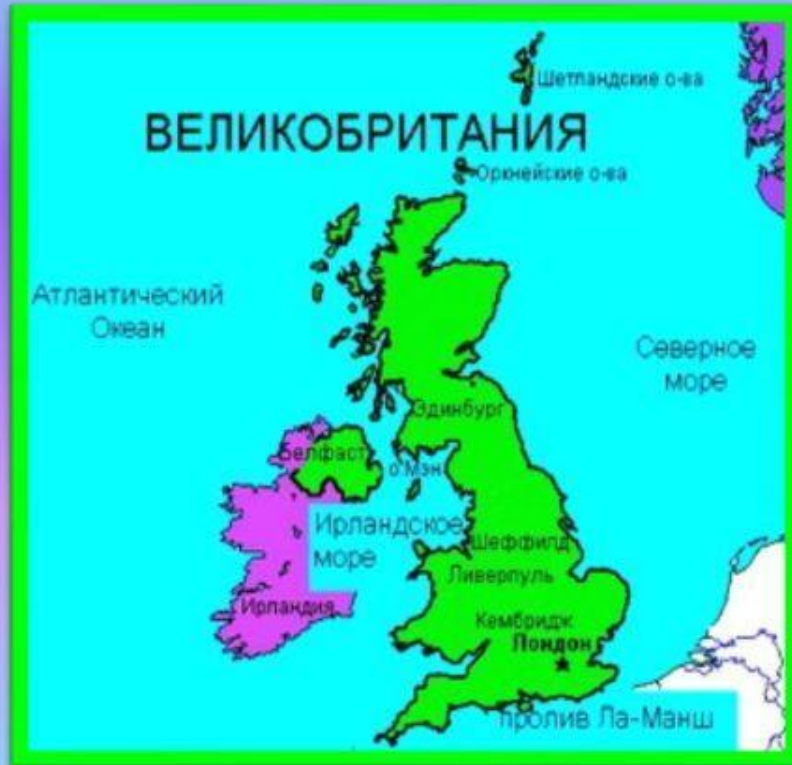 Шетландские о-ва
ВЕЛИКОБРИТАНИЯ
Оркнейские о-ва
Атлантический
Океан
Северное
море
Эдинбург
Белфаст
о Мэн
Ирландское
море
Шеффилд
Ливерпуль
Ирландия
Кембридж
Лондон
пролив Ла-Манш